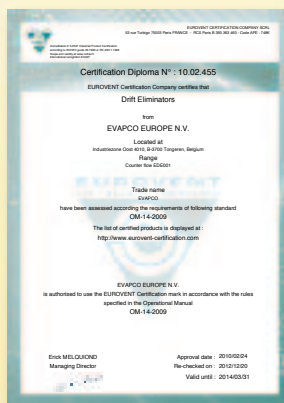 EUROVENT CERTIFICATION COMPANY SCRL
Certification Diploma N° : 10.02.455
EUROVENT Certification Company certifies that
Drift Eliminators
from
EVAPCO EUROPE N.V.
Located at
Industriezone Oost 4010, B-3700 Tongeren, Belgium
Range
Counter flow EDE001
EUROVENT
Trade name
EVAPCO
have been assessed according the requirements of following standard
OM-14-2009
The list of certified products is displayed at :
http://www.eurovent-certification.com
EVAPCO EUROPE N.V.
is authorised to use the EUROVENT Certification mark in accordance with the rules
specified in the Operational Manual
OM-14-2009
Erick MELQUIOND
Managing Director
Approval date : 2010/02/24
Re-checked on : 2012/12/20
Valid until : 2014/03/31